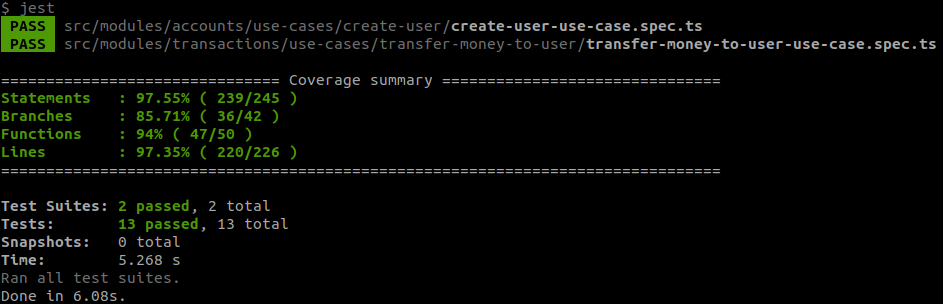 $ jest
PASS src/modules/accounts/use-cases/create-user/create-user-use-case.spec.ts
PASS src/modules/transactions/use-cases/transfer-money-to-user/transfer-money-to-user-use-case.spec.ts
=============================== Coverage summary ===============================
Statements   : 97.55% ( 239/245 )
Branches     : 85.71% ( 36/42 )
Functions    : 94% ( 47/50 )
Lines        : 97.35% ( 220/226 )
================================================================================
Test Suites: 2 passed, 2 total
Tests:       13 passed, 13 total
Snapshots:   0 total
Time:        5.268 s
Ran all test suites.
Done in 6.08s.